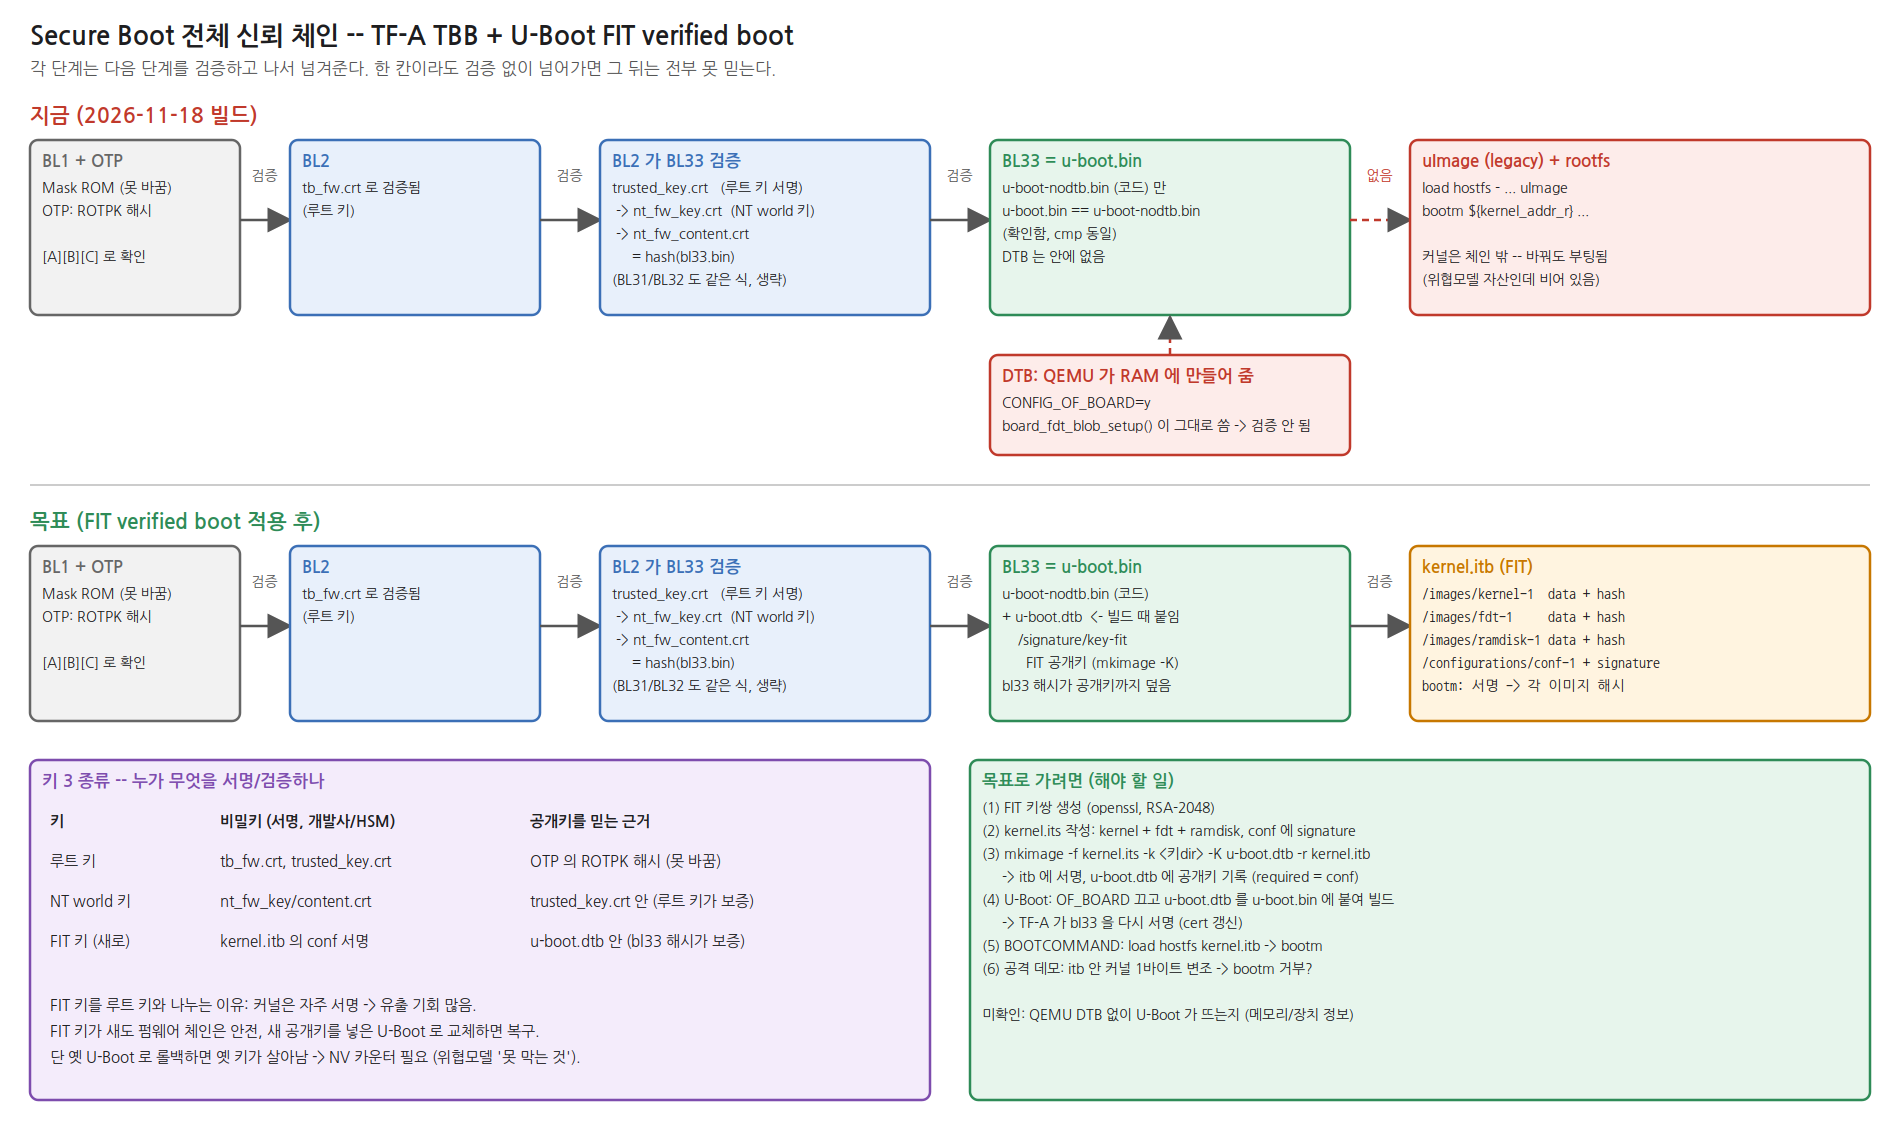 Secure Boot 전체 신뢰 체인 -- TF-A TBB + U-Boot FIT verified boot
각 단계는 다음 단계를 검증하고 나서 넘겨준다. 한 칸이라도 검증 없이 넘어가면 그 뒤는 전부 못 믿는다.
지금 (2026-11-18 빌드)
BL1 + OTP
Mask ROM (못 바꿈)
OTP: ROTPK 해시
[A][B][C] 로 확인
검증
BL2
tb_fw.crt 로 검증됨
(루트 키)
검증
BL2 가 BL33 검증
trusted_key.crt (루트 키 서명)
-> nt_fw_key.crt (NT world 키)
-> nt_fw_content.crt
= hash(bl33.bin)
(BL31/BL32 도 같은 식, 생략)
검증
BL33 = u-boot.bin
u-boot-nodtb.bin (코드) 만
u-boot.bin == u-boot-nodtb.bin
(확인함, cmp 동일)
DTB 는 안에 없음
없음
uImage (legacy) + rootfs
load hostfs - ... uImage
bootm ${kernel_addr_r} ...
커널은 체인 밖 -- 바꿔도 부팅됨
(위협모델 자산인데 비어 있음)
DTB: QEMU 가 RAM 에 만들어 줌
CONFIG_OF_BOARD=y
board_fdt_blob_setup() 이 그대로 씀 -> 검증 안 됨
목표 (FIT verified boot 적용 후)
BL1 + OTP
Mask ROM (못 바꿈)
OTP: ROTPK 해시
[A][B][C] 로 확인
검증
BL2
tb_fw.crt 로 검증됨
(루트 키)
검증
BL2 가 BL33 검증
trusted_key.crt (루트 키 서명)
-> nt_fw_key.crt (NT world 키)
-> nt_fw_content.crt
= hash(bl33.bin)
(BL31/BL32 도 같은 식, 생략)
검증
BL33 = u-boot.bin
u-boot-nodtb.bin (코드)
+ u-boot.dtb <- 빌드 때 붙임
/signature/key-fit
FIT 공개키 (mkimage -K)
bl33 해시가 공개키까지 덮음
검증
kernel.itb (FIT)
/images/kernel-1 data + hash
/images/fdt-1 data + hash
/images/ramdisk-1 data + hash
/configurations/conf-1 + signature
bootm: 서명 -> 각 이미지 해시
키 3 종류 -- 누가 무엇을 서명/검증하나
키 비밀키 (서명, 개발사/HSM) 공개키를 믿는 근거
루트 키 tb_fw.crt, trusted_key.crt OTP 의 ROTPK 해시 (못 바꿈)
NT world 키 nt_fw_key/content.crt trusted_key.crt 안 (루트 키가 보증)
FIT 키 (새로) kernel.itb 의 conf 서명 u-boot.dtb 안 (bl33 해시가 보증)
FIT 키를 루트 키와 나누는 이유: 커널은 자주 서명 -> 유출 기회 많음.
FIT 키가 새도 펌웨어 체인은 안전, 새 공개키를 넣은 U-Boot 로 교체하면 복구.
단 옛 U-Boot 로 롤백하면 옛 키가 살아남 -> NV 카운터 필요 (위협모델 '못 막는 것').
목표로 가려면 (해야 할 일)
(1) FIT 키쌍 생성 (openssl, RSA-2048)
(2) kernel.its 작성: kernel + fdt + ramdisk, conf 에 signature
(3) mkimage -f kernel.its -k <키dir> -K u-boot.dtb -r kernel.itb
-> itb 에 서명, u-boot.dtb 에 공개키 기록 (required = conf)
(4) U-Boot: OF_BOARD 끄고 u-boot.dtb 를 u-boot.bin 에 붙여 빌드
-> TF-A 가 bl33 을 다시 서명 (cert 갱신)
(5) BOOTCOMMAND: load hostfs kernel.itb -> bootm
(6) 공격 데모: itb 안 커널 1바이트 변조 -> bootm 거부?
미확인: QEMU DTB 없이 U-Boot 가 뜨는지 (메모리/장치 정보)